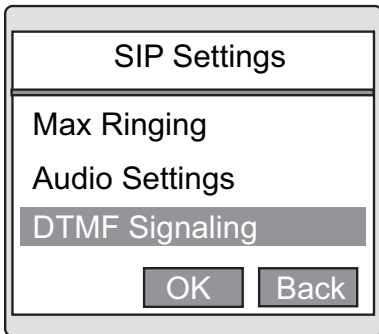 SIP Settings
Max Ringing
Audio Settings
DTMF Signaling
OK Back